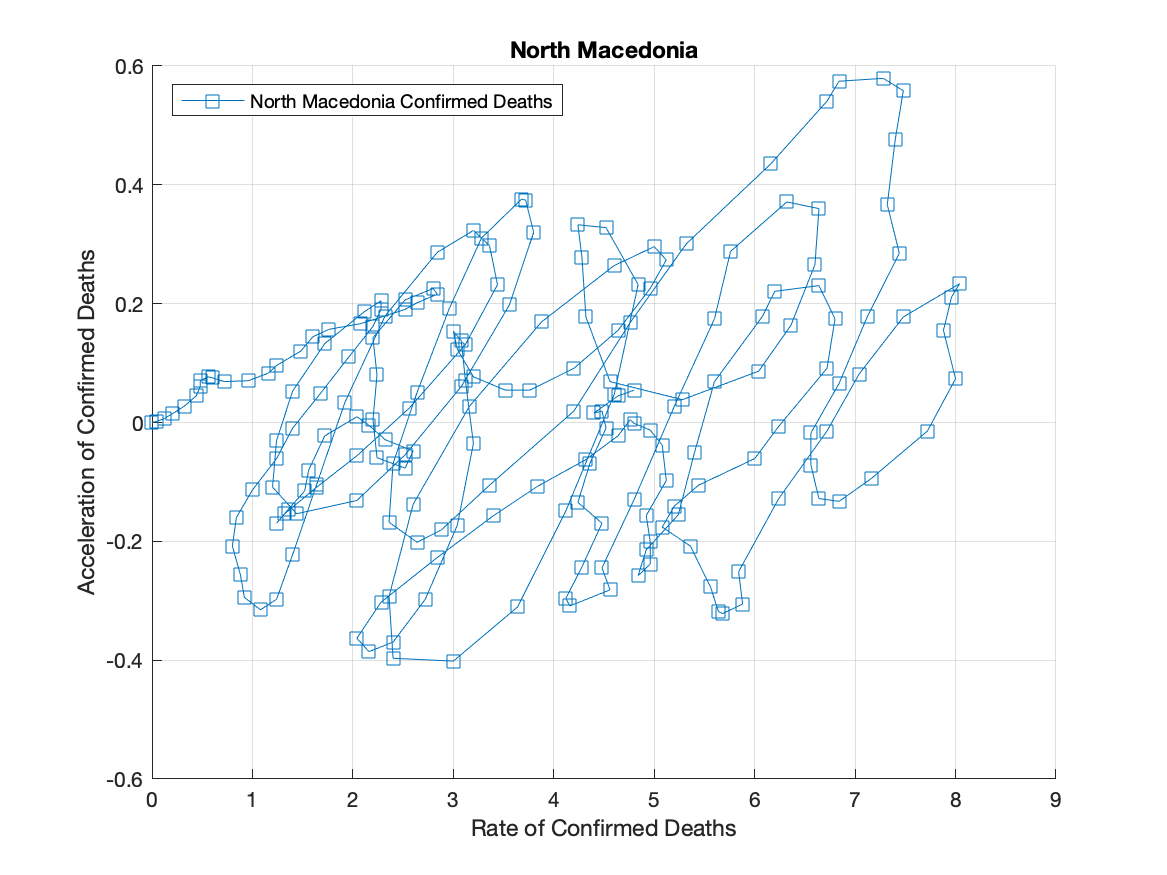 North Macedonia
North Macedonia Confirmed Deaths
0.6
0.4
0.2
0
-0.2
-0.4
-0.6
Acceleration of Confirmed Deaths
0 1 2 3 4 5 6 7 8 9
Rate of Confirmed Deaths